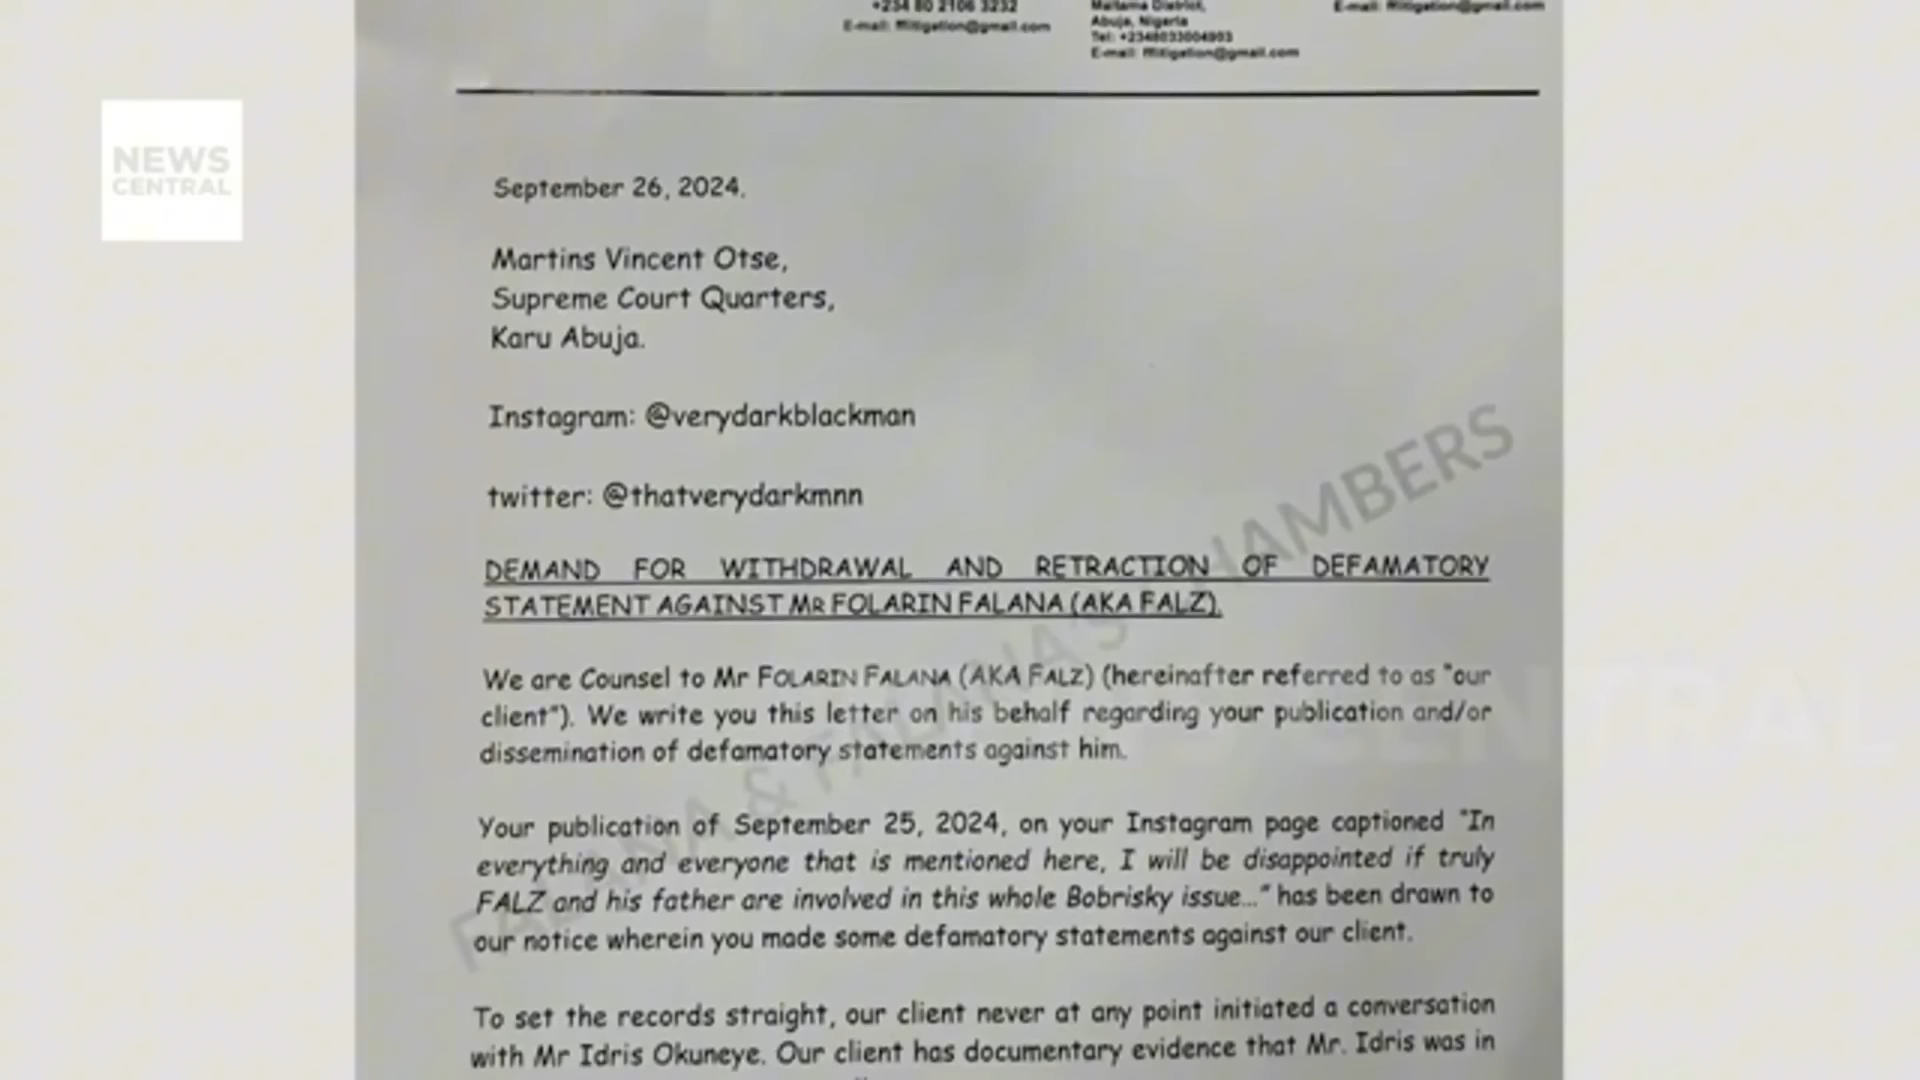 +234 80 2106 3232
E-mail: fflitigation@gmail.com
Maitama District,
Abuja, Nigeria
Tel: +2348033004993
E-mail: fflitigation@gmail.com
E-mail: fflitigation@gmail.com
NEWS
CENTRAL
September 26, 2024.
Martins Vincent Otse,
Supreme Court Quarters,
Karu Abuja.
Instagram: @verydarkblackman
twitter: @thatverydarkmnn
DEMAND FOR WITHDRAWAL AND RETRACTION OF DEFAMATORY
STATEMENT AGAINST MR FOLARIN FALANA (AKA FALZ).
We are Counsel to Mr FOLARIN FALANA (AKA FALZ) (hereinafter referred to as "our
client"). We write you this letter on his behalf regarding your publication and/or
dissemination of defamatory statements against him.
Your publication of September 25, 2024, on your Instagram page captioned "In
everything and everyone that is mentioned here, I will be disappointed if truly
FALZ and his father are involved in this whole Bobrisky issue..." has been drawn to
our notice wherein you made some defamatory statements against our client.
To set the records straight, our client never at any point initiated a conversation
with Mr Idris Okuneye. Our client has documentary evidence that Mr. Idris was in
FALANA & FALANA'S CHAMBERS
CENTRAL